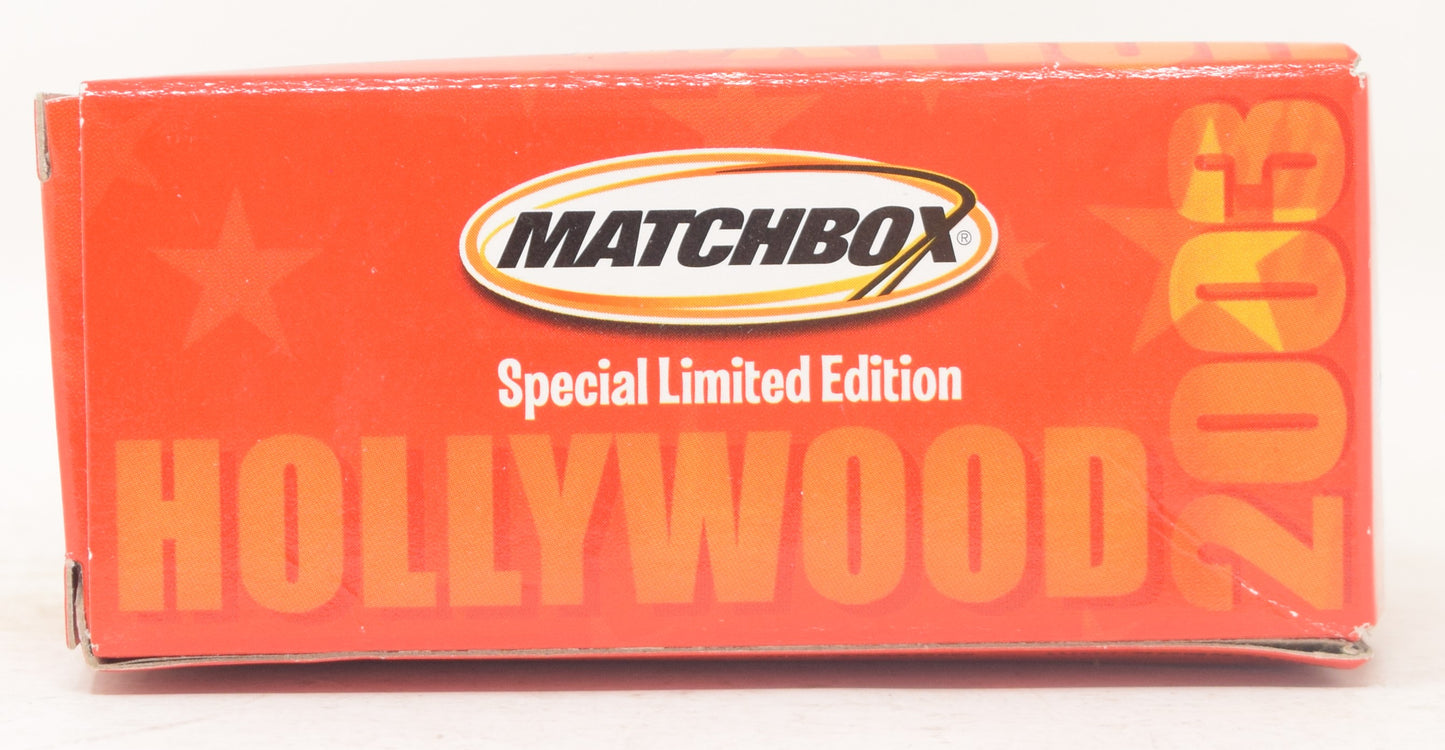 MATCHBOX®
Special Limited Edition
HOLLYWOOD
2003